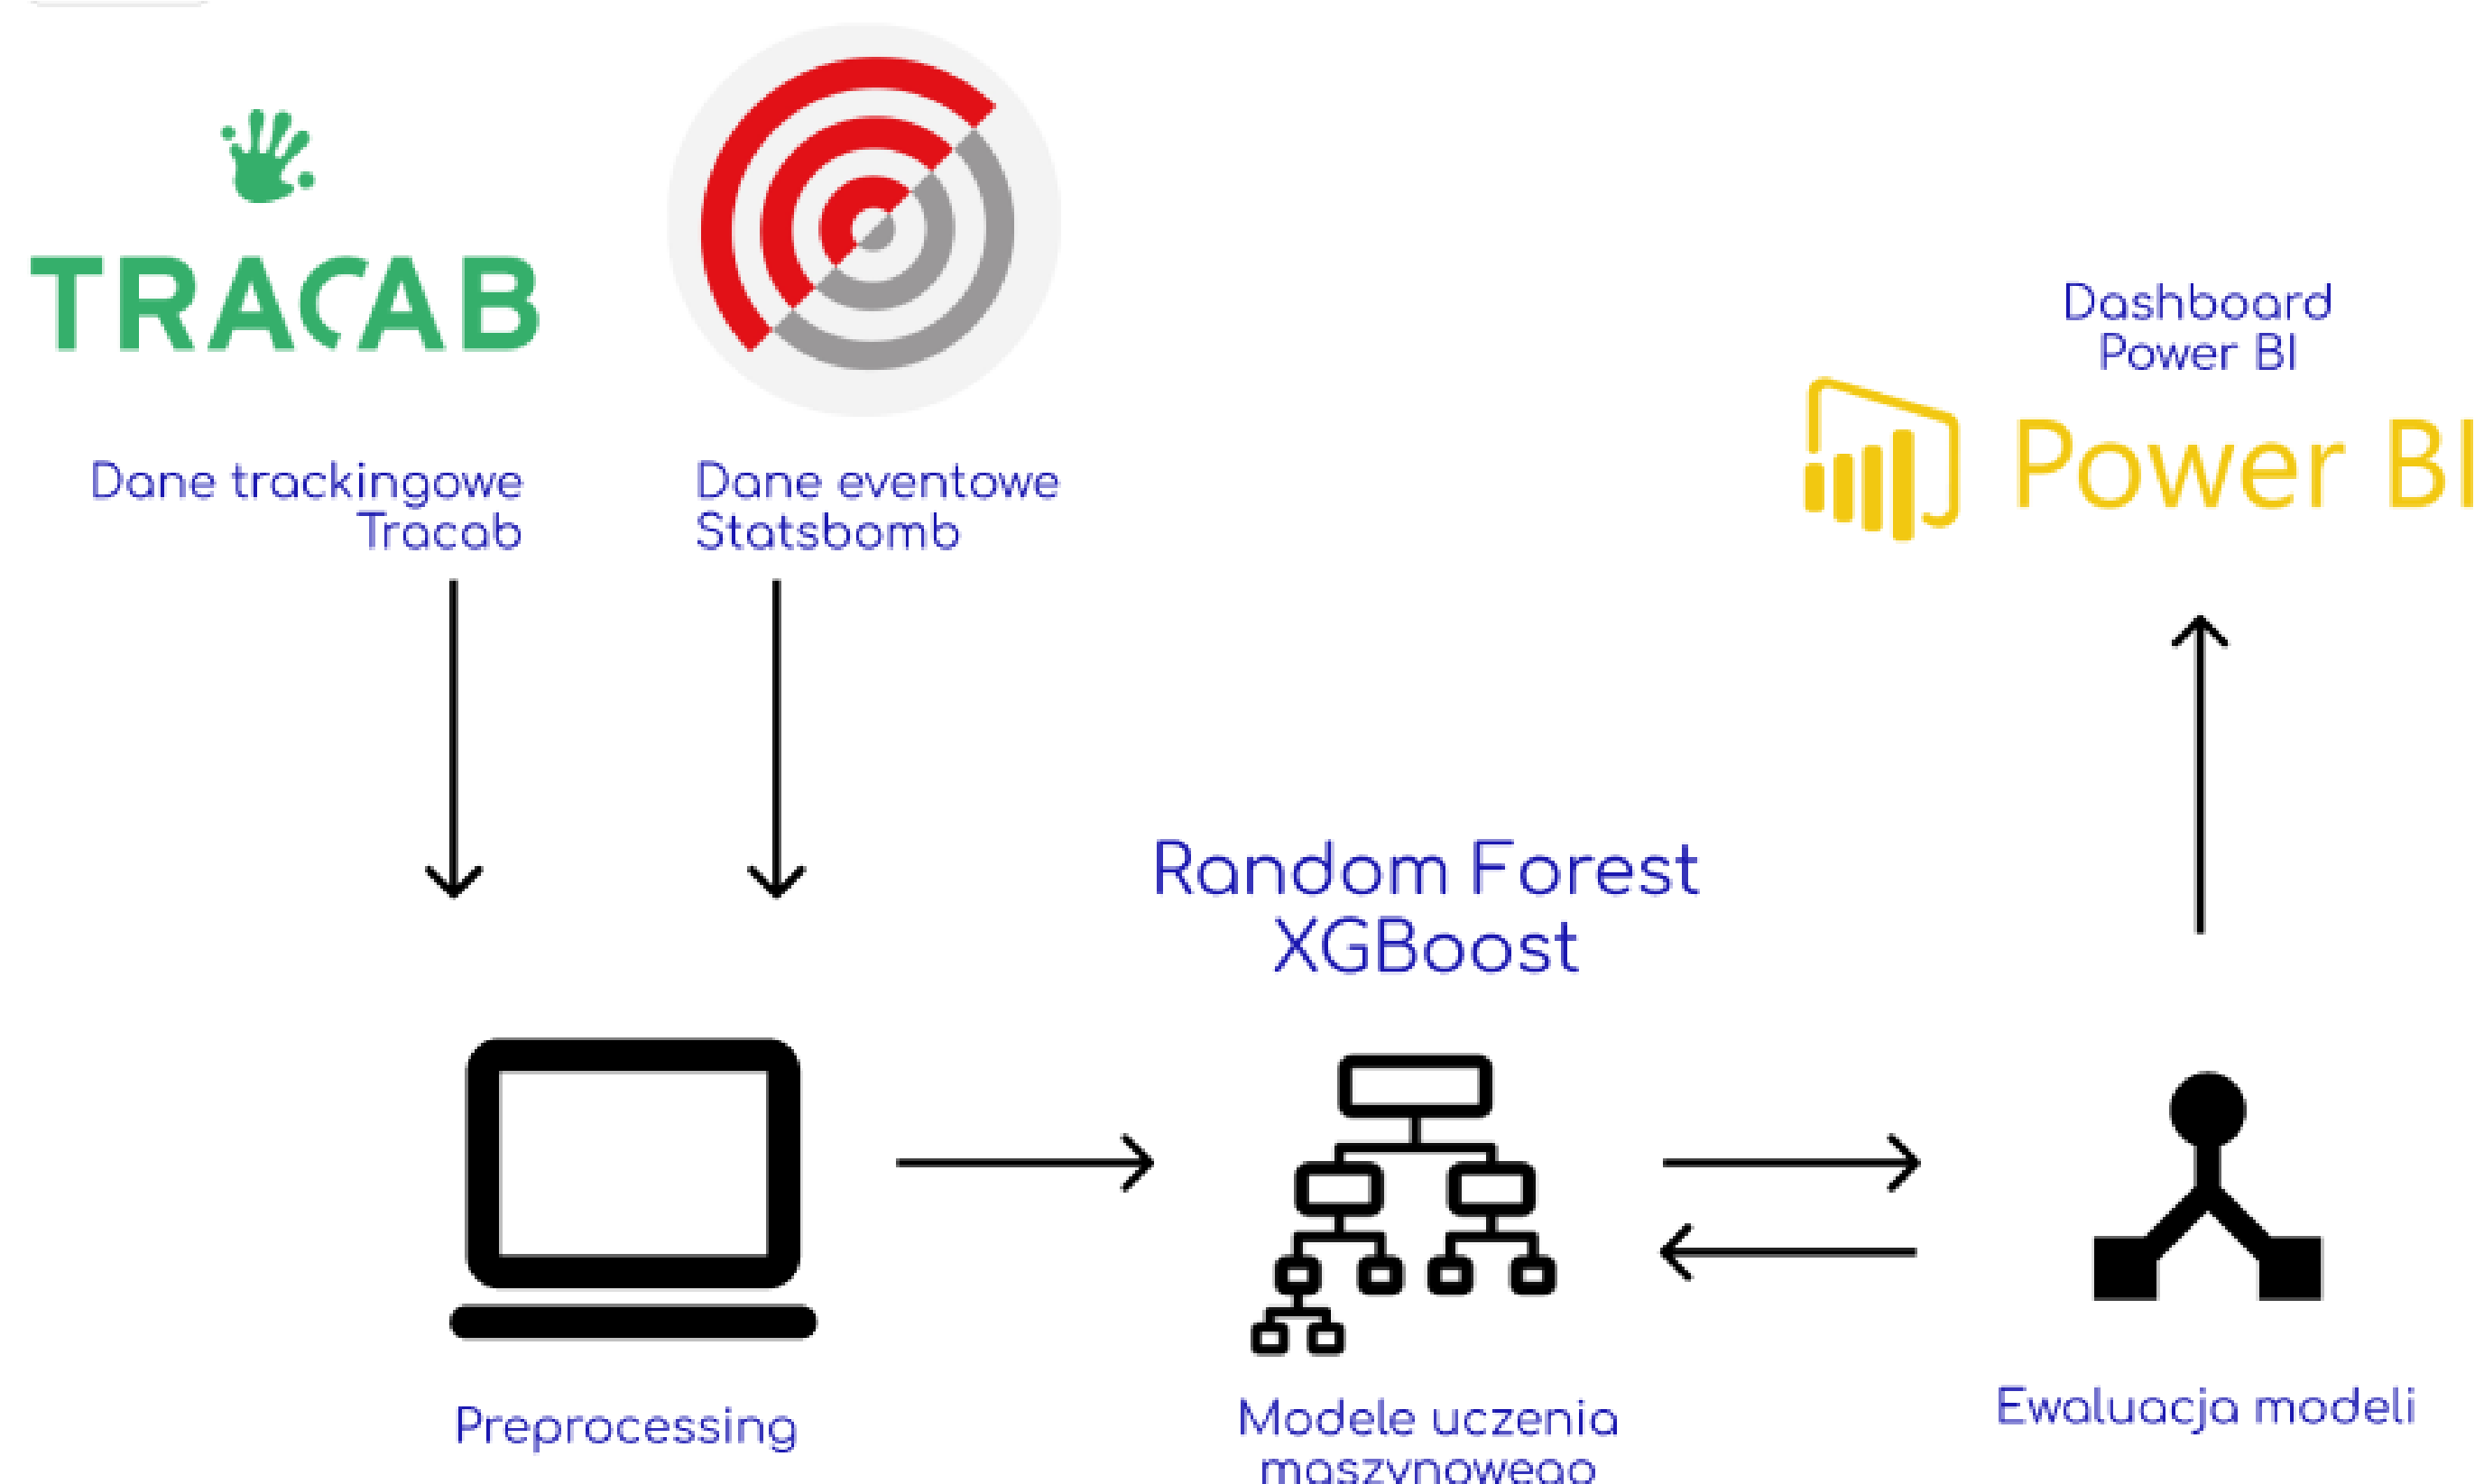 TRACAB
Dane trackingowe
Tracab
Dane eventowe
Statsbomb
Dashboard
Power BI
Power BI
Random Forest
XGBoost
Preprocessing
Modele uczenia
maszynowego
Ewaluacja modeli